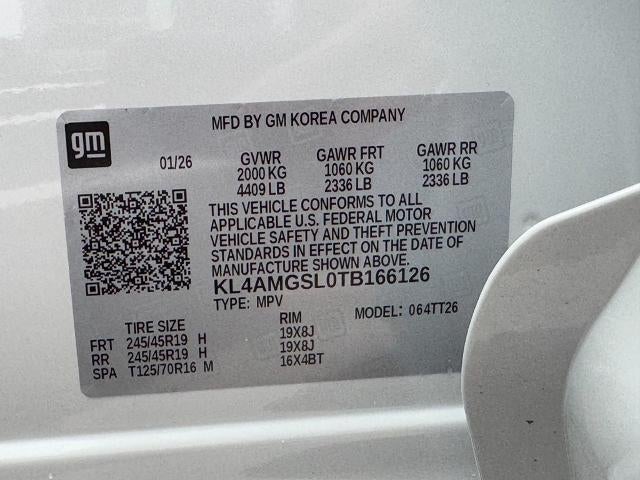 gm
MFD BY GM KOREA COMPANY
01/26 GVWR GAWR FRT GAWR RR
2000 KG 1060 KG 1060 KG
4409 LB 2336 LB 2336 LB
THIS VEHICLE CONFORMS TO ALL
APPLICABLE U.S. FEDERAL MOTOR
VEHICLE SAFETY AND THEFT PREVENTION
STANDARDS IN EFFECT ON THE DATE OF
MANUFACTURE SHOWN ABOVE.
KL4AMGSL0TB166126
TYPE: MPV MODEL: 064TT26
TIRE SIZE RIM
FRT 245/45R19 H 19X8J
RR 245/45R19 H 19X8J
SPA T125/70R16 M 16X4BT